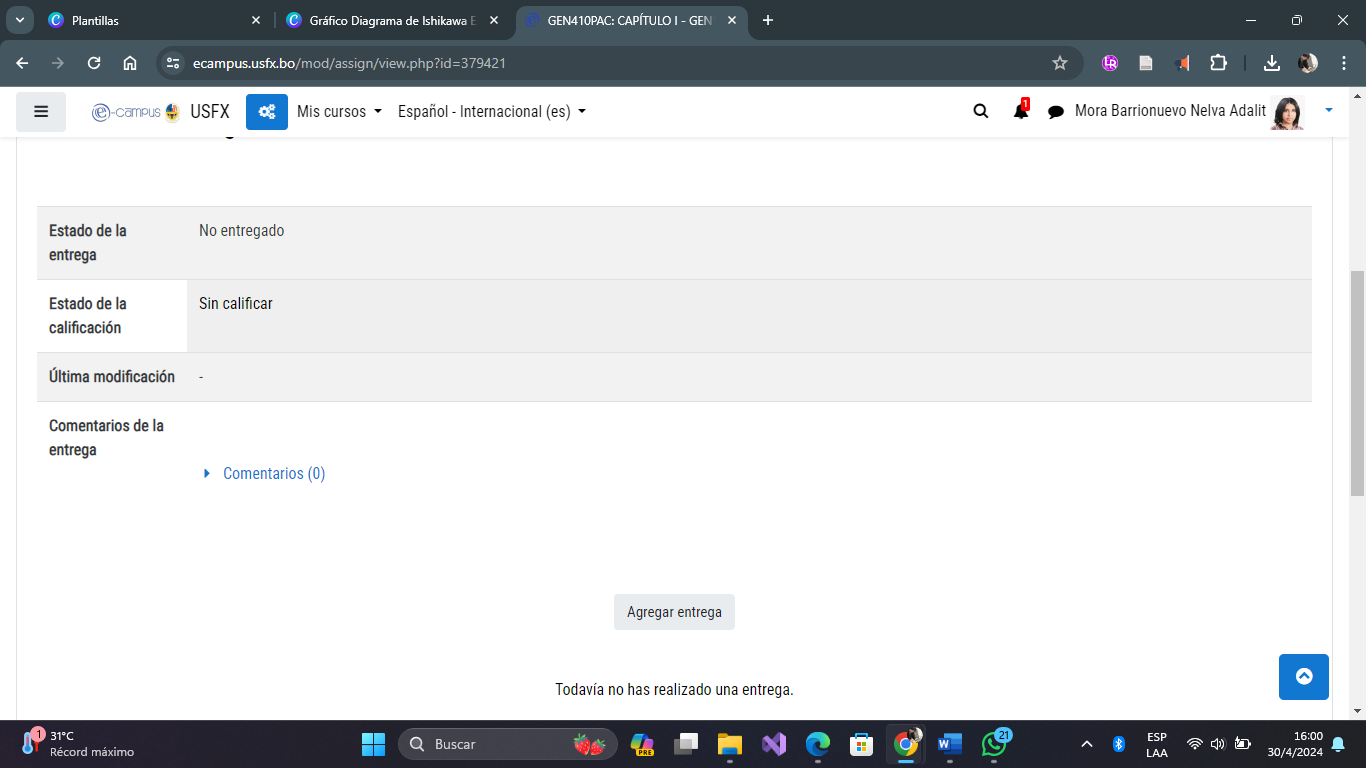 Plantillas
Gráfico Diagrama de Ishikawa E
GEN410PAC: CAPÍTULO I - GEN
ecampus.usfx.bo/mod/assign/view.php?id=379421
e-campus USFX
Mis cursos
Español - Internacional (es)
1
Mora Barrionuevo Nelva Adalit
Estado de la
entrega
No entregado
Estado de la
calificación
Sin calificar
Última modificación
-
Comentarios de la
entrega
Comentarios (0)
Agregar entrega
Todavía no has realizado una entrega.
1
31°C
Récord máximo
Buscar
PRE
21
ESP
LAA
16:00
30/4/2024